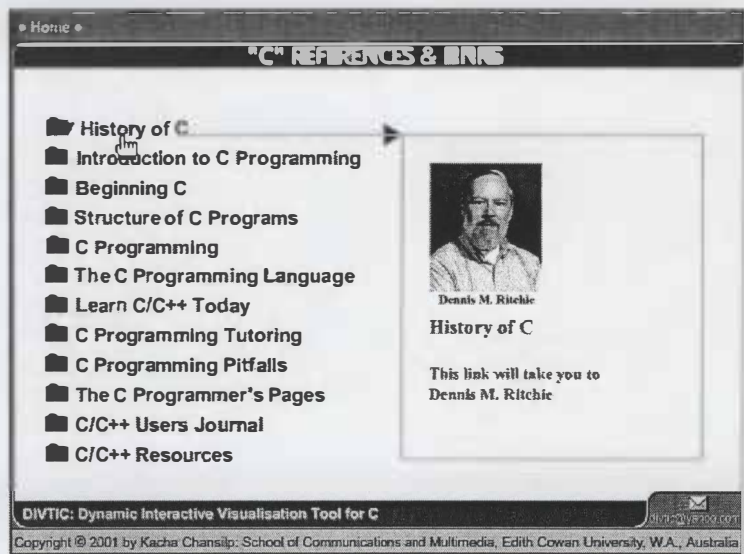 • Home •
"C" REFERENCES & LINKS
History of C
Introduction to C Programming
Beginning C
Structure of C Programs
C Programming
The C Programming Language
Learn C/C++ Today
C Programming Tutoring
C Programming Pitfalls
The C Programmer's Pages
C/C++ Users Journal
C/C++ Resources
Dennis M. Ritchie
History of C
This link will take you to
Dennis M. Ritchie
DIVTIC: Dynamic Interactive Visualisation Tool for C
divtic@yahoo.com
Copyright © 2001 by Kacha Chansilp: School of Communications and Multimedia, Edith Cowan University, W.A., Australia